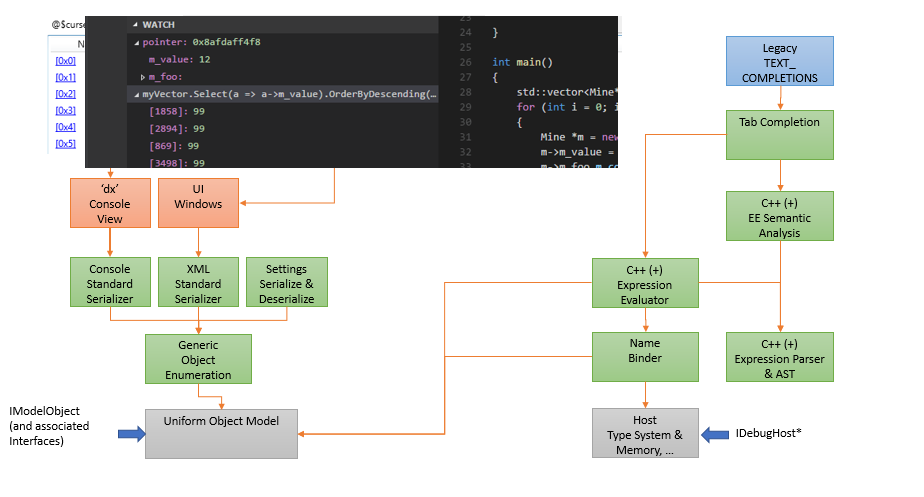 @$curse
WATCH
pointer: 0x8afdaff4f8
m_value: 12
m_foo:
myVector.Select(a => a->m_value).OrderByDescending(…
[1858]: 99
[2894]: 99
[869]: 99
[3498]: 99
N
[0x0]
[0x1]
[0x2]
[0x3]
[0x4]
[0x5]
24 }
25
26 int main()
27 {
28 std::vector<Mine*
29 for (int i = 0; i
30 {
31 Mine *m = new
32 m->m_value =
33 m->m_foo.m_c
Legacy
TEXT_
COMPLETIONS
Tab Completion
C++ (+)
EE Semantic
Analysis
‘dx’
Console
View
UI
Windows
Console
Standard
Serializer
XML
Standard
Serializer
Settings
Serialize &
Deserialize
C++ (+)
Expression
Evaluator
Generic
Object
Enumeration
Name
Binder
C++ (+)
Expression Parser
& AST
IModelObject
(and associated
Interfaces)
Uniform Object Model
Host
Type System &
Memory, ...
IDebugHost*